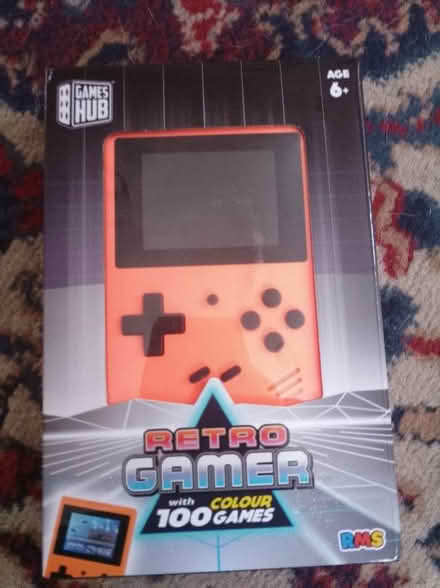 GAMES
HUB
AGE
6+
RETRO
GAMER
with
100 COLOUR
GAMES
RMS